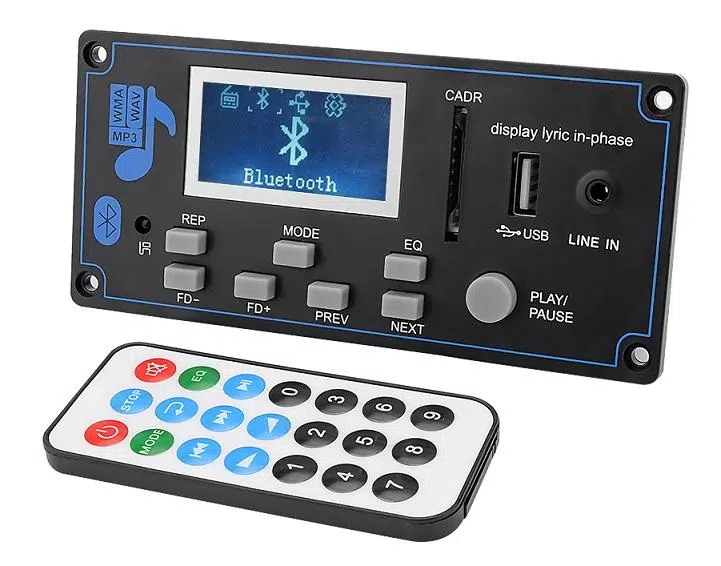 WMA
WAV
MP3
Bluetooth
CADR
display lyric in-phase
USB
LINE IN
REP
MODE
EQ
FD-
FD+
PREV
NEXT
PLAY/
PAUSE
EQ
STOP
MODE
0
3
6
9
2
5
8
1
4
7